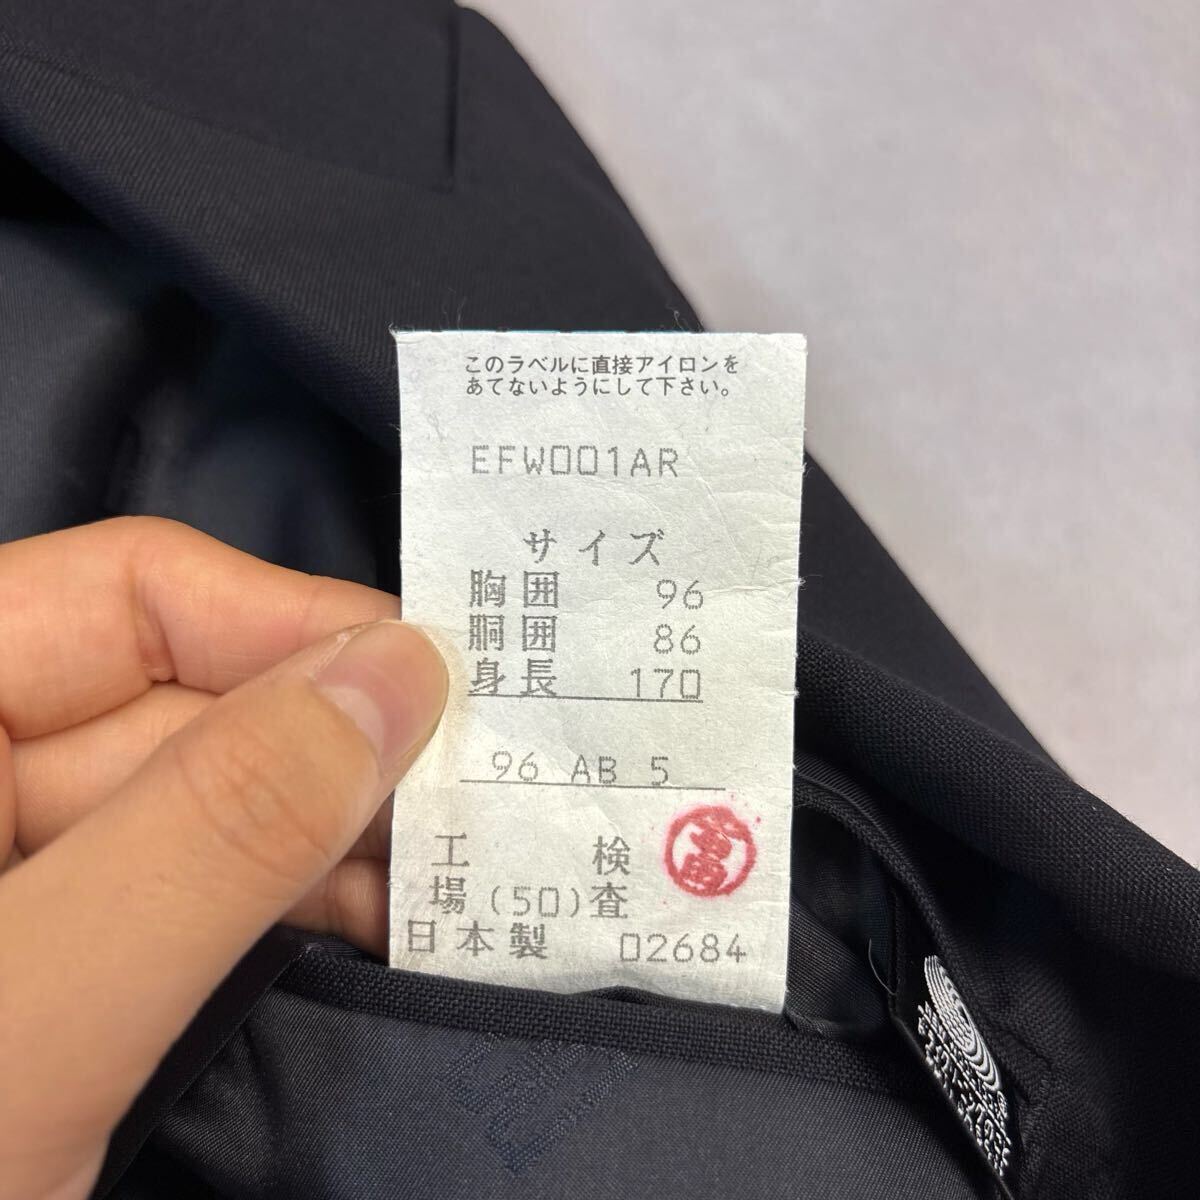 このラベルに直接アイロンを
あてないようにして下さい。
EFW001AR
サイズ
胸囲 96
胴囲 86
身長 170
96 AB 5
工場(50)検査
日本製 02684